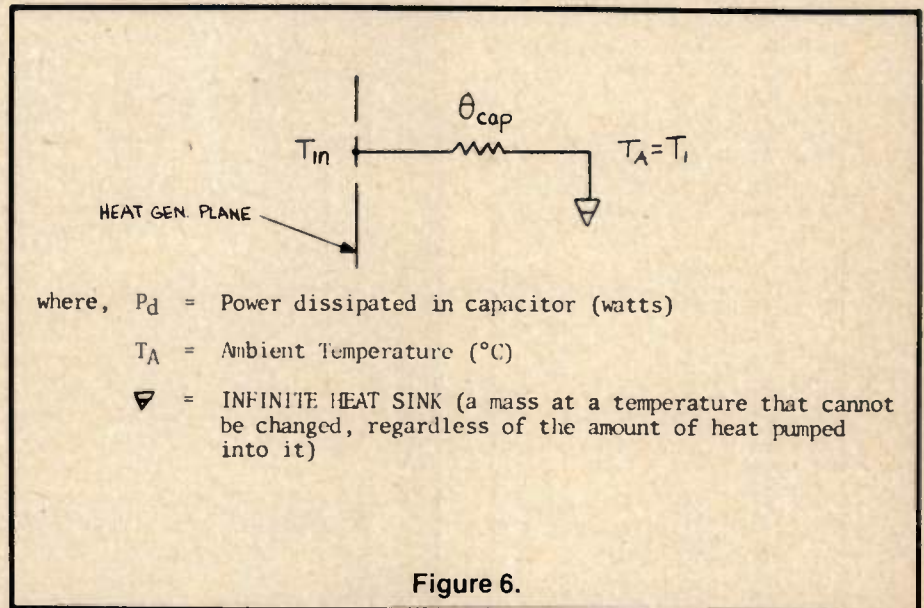 θcap
Tin
TA = T1
HEAT GEN. PLANE
where, Pd = Power dissipated in capacitor (watts)
TA = Ambient Temperature (°C)
= INFINITE HEAT SINK (a mass at a temperature that cannot
be changed, regardless of the amount of heat pumped
into it)
Figure 6.